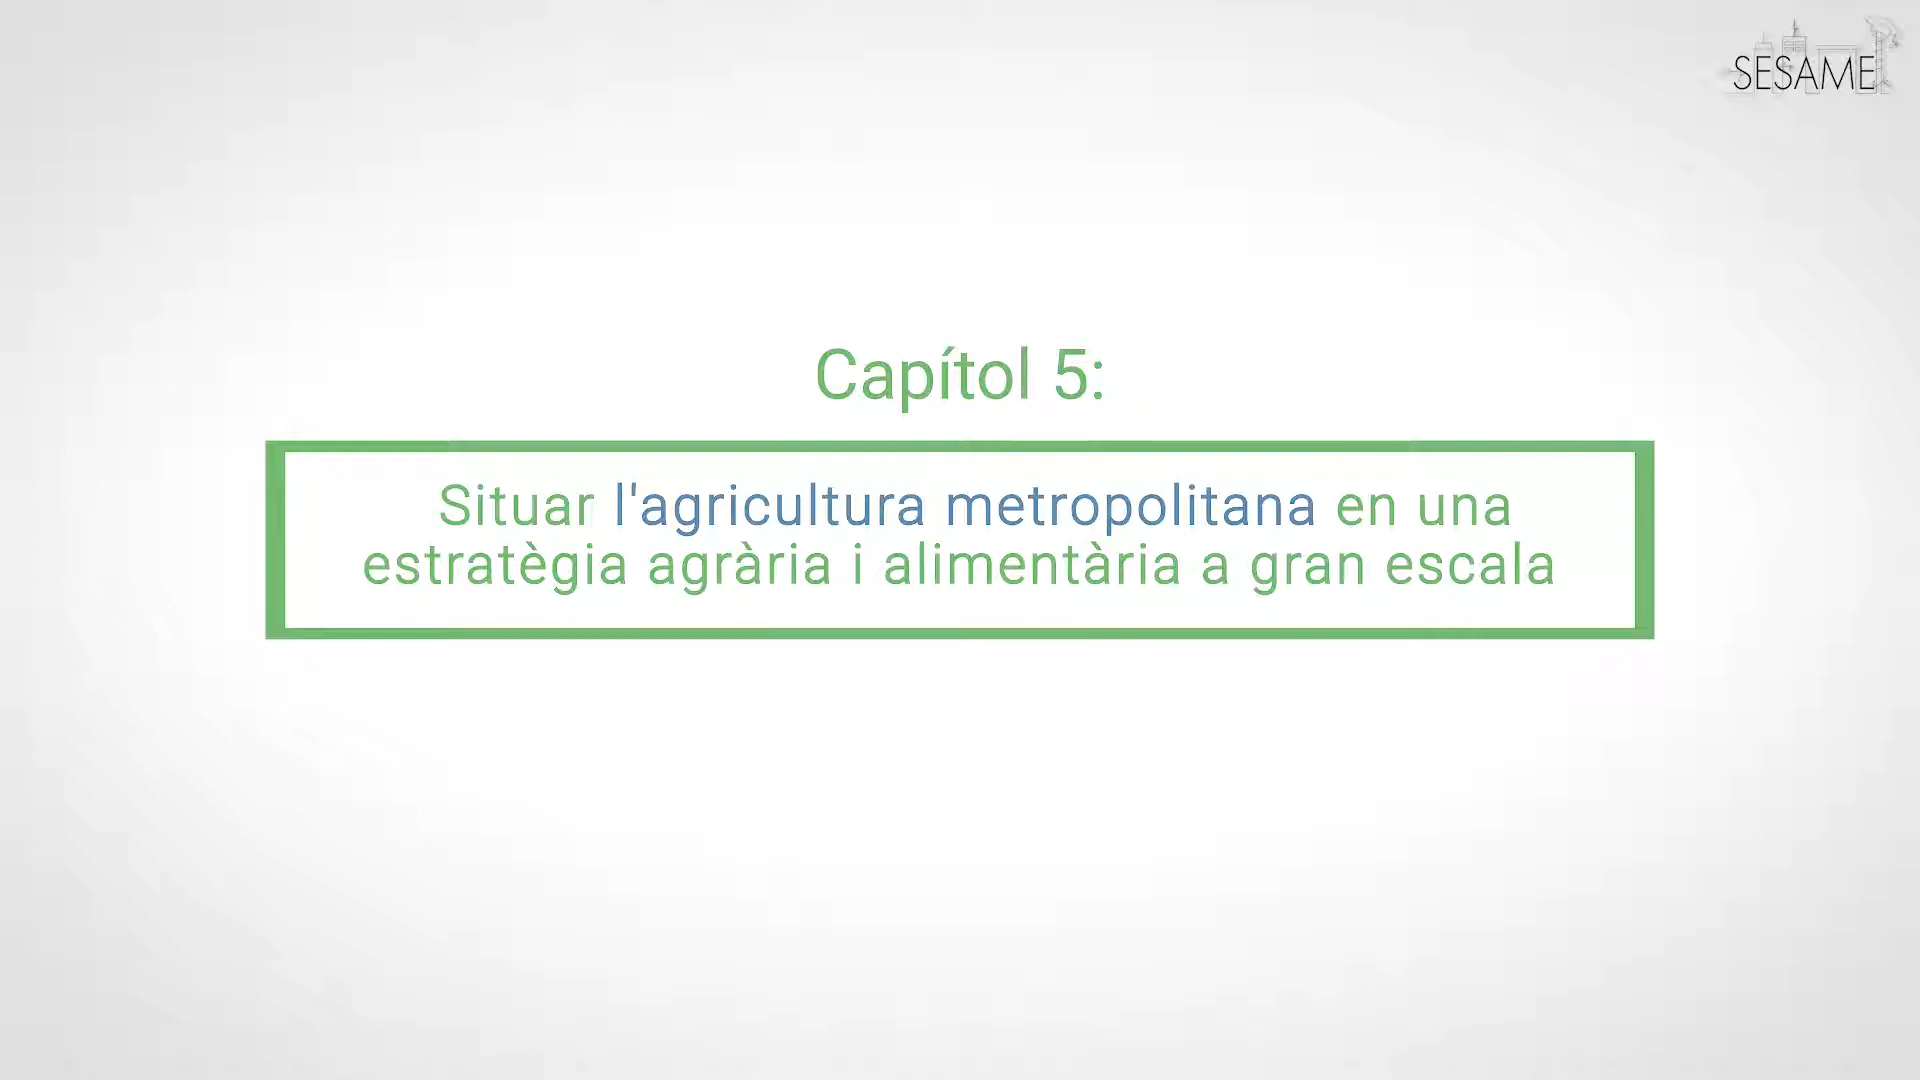 SESAME
Capítol 5:
Situar l'agricultura metropolitana en una
estratègia agrària i alimentària a gran escala